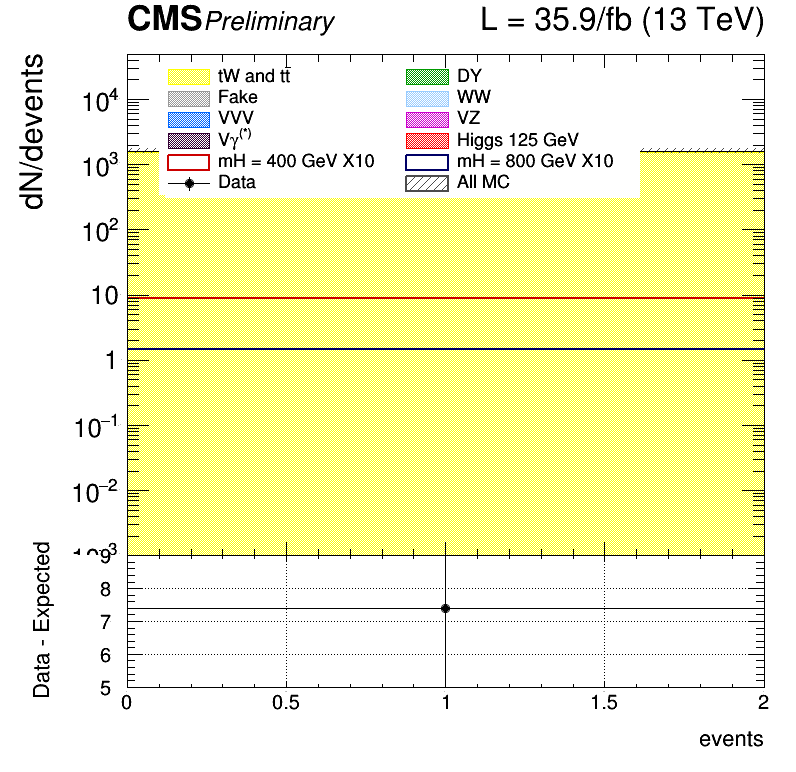 CMS Preliminary L = 35.9/fb (13 TeV)
dN/devents
tW and tt̄ DY
Fake WW
VVV VZ
Vγ(*) Higgs 125 GeV
mH = 400 GeV X10 mH = 800 GeV X10
Data All MC
10⁴
10³
10²
10
1
10⁻¹
10⁻²
Data - Expected
9
8
7
6
5
0 0.5 1 1.5 2
events